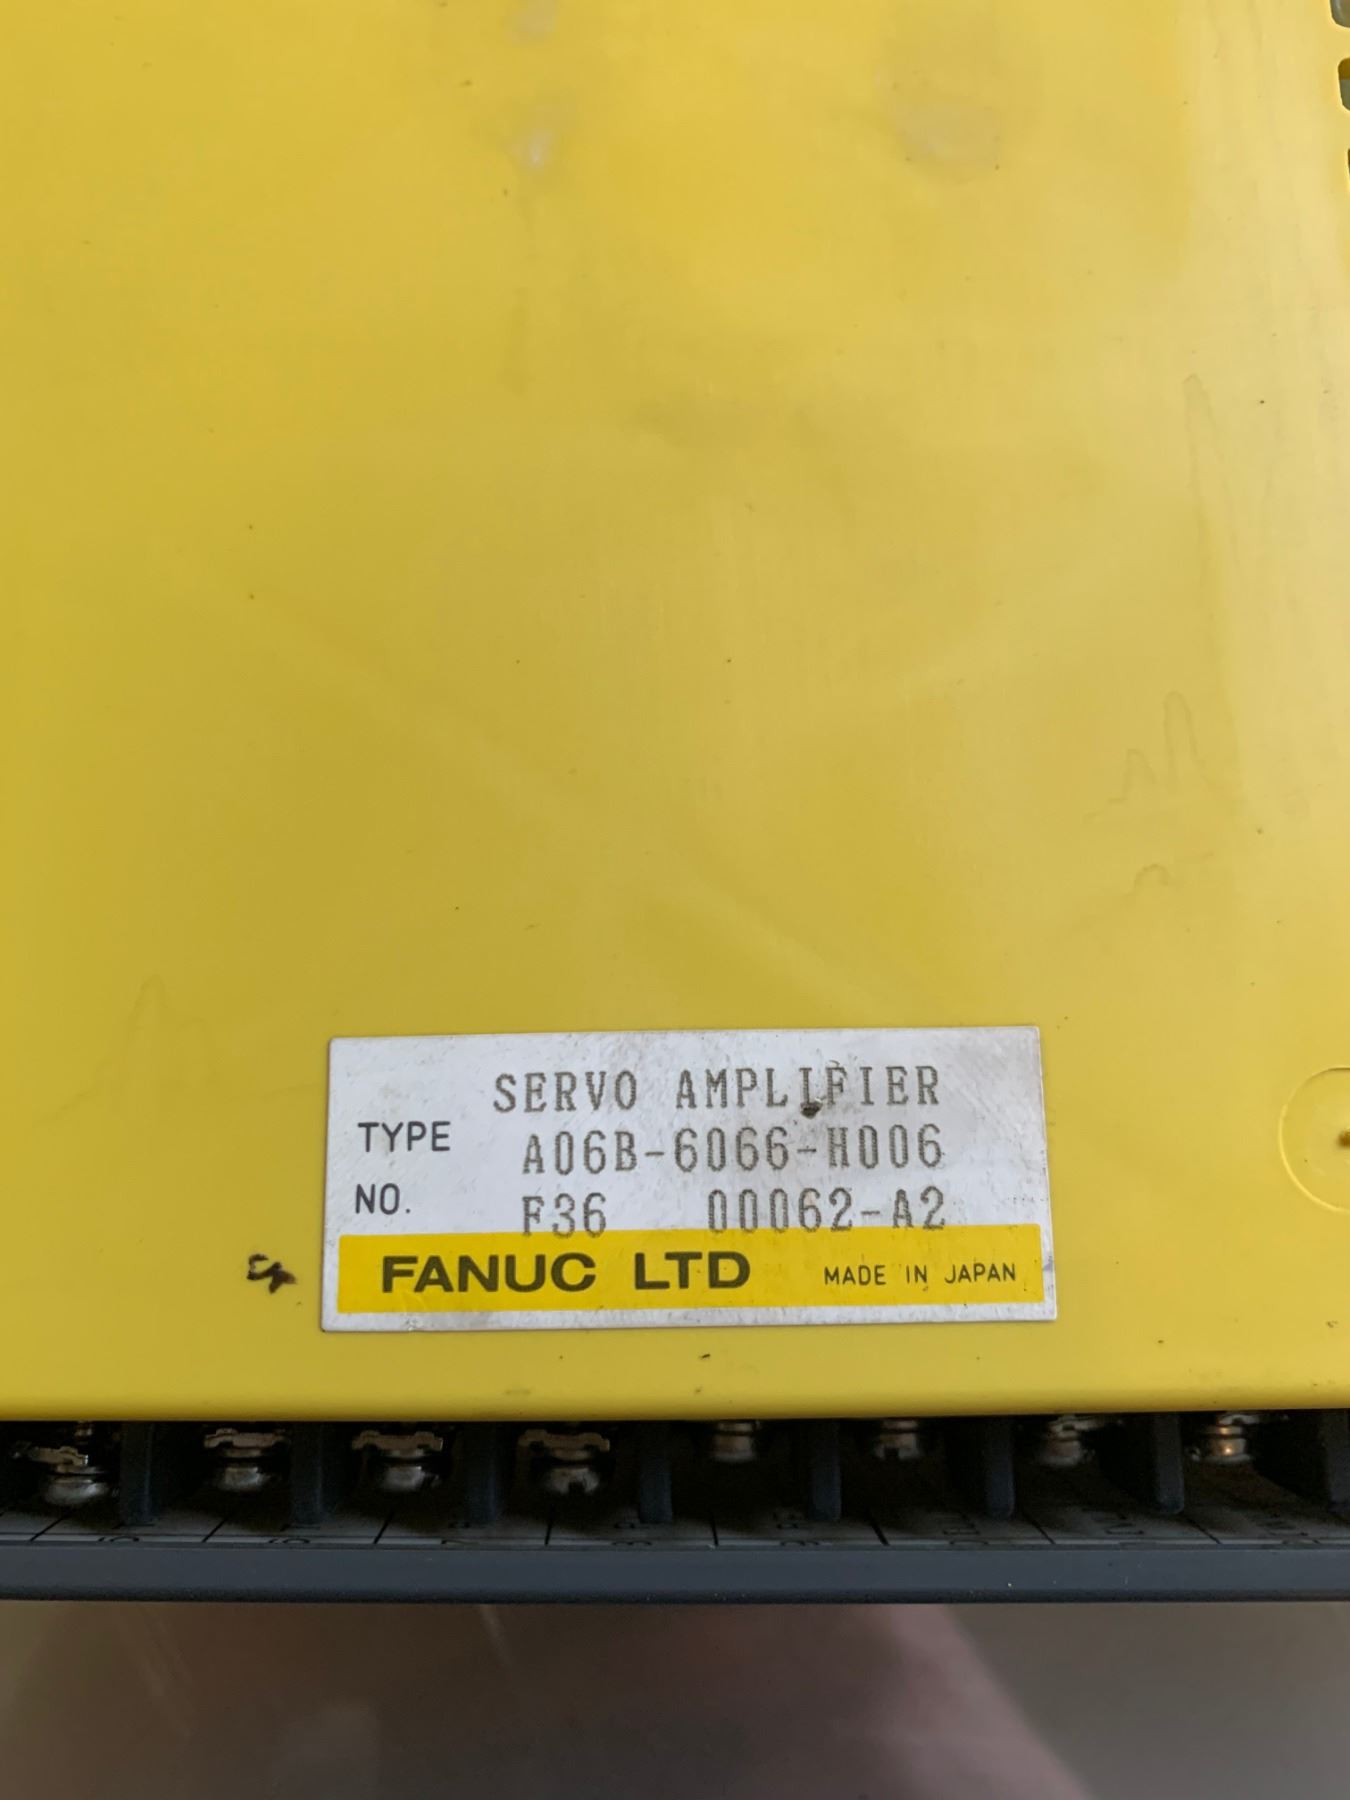 SERVO AMPLIFIER
TYPE A06B-6066-H006
NO. F36 00062-A2
FANUC LTD MADE IN JAPAN